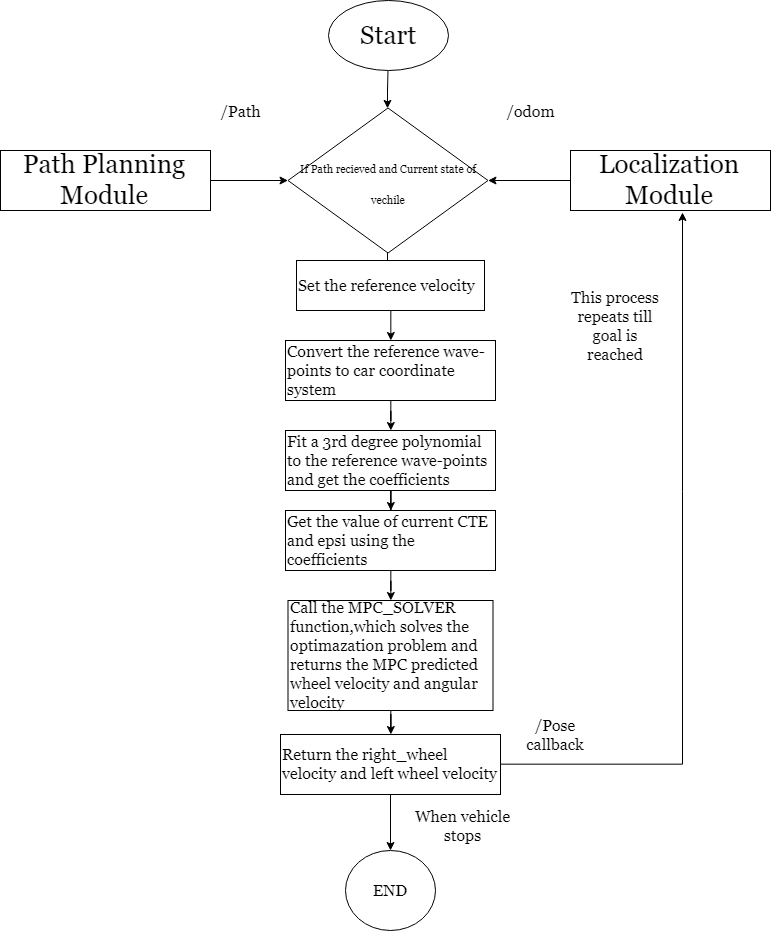 Start
/Path
/odom
Path Planning
Module
If Path recieved and Current state of
vechile
Localization
Module
Set the reference velocity
This process
repeats till
goal is
reached
Convert the reference wave-
points to car coordinate
system
Fit a 3rd degree polynomial
to the reference wave-points
and get the coefficients
Get the value of current CTE
and epsi using the
coefficients
Call the MPC_SOLVER
function,which solves the
optimazation problem and
returns the MPC predicted
wheel velocity and angular
velocity
/Pose
callback
Return the right_wheel
velocity and left wheel velocity
When vehicle
stops
END